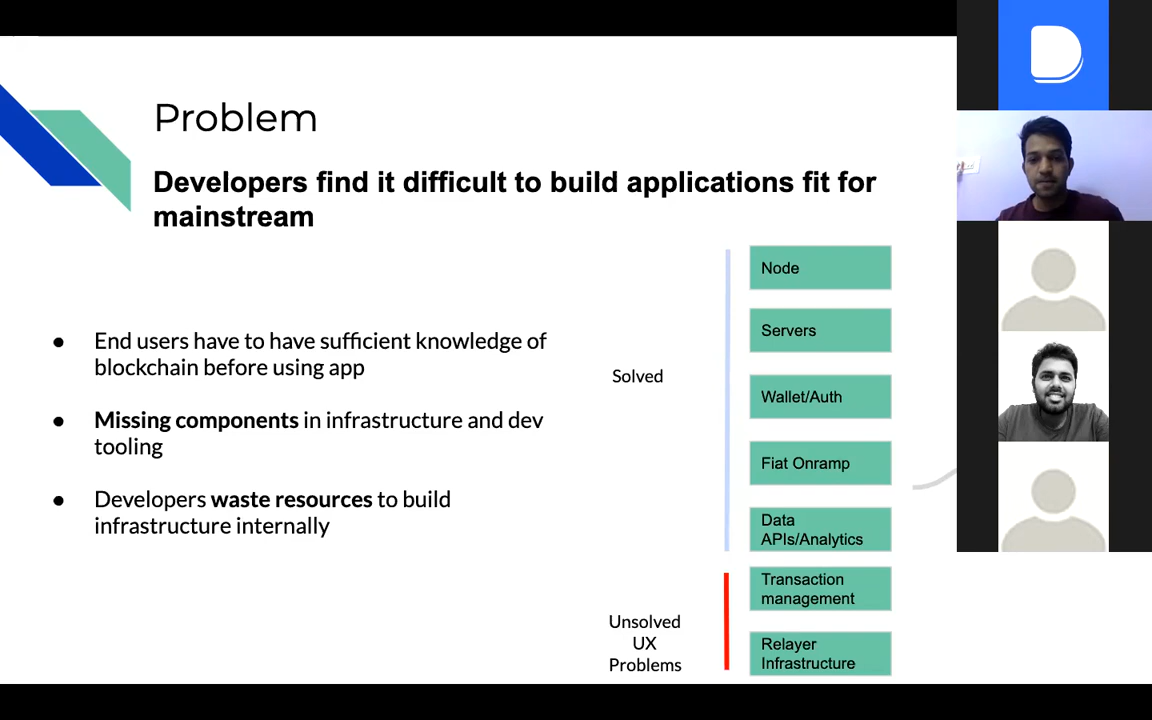 Problem
Developers find it difficult to build applications fit for
mainstream
● End users have to have sufficient knowledge of
blockchain before using app
● Missing components in infrastructure and dev
tooling
● Developers waste resources to build
infrastructure internally
Solved
Node
Servers
Wallet/Auth
Fiat Onramp
Data
APIs/Analytics
Unsolved
UX
Problems
Transaction
management
Relayer
Infrastructure